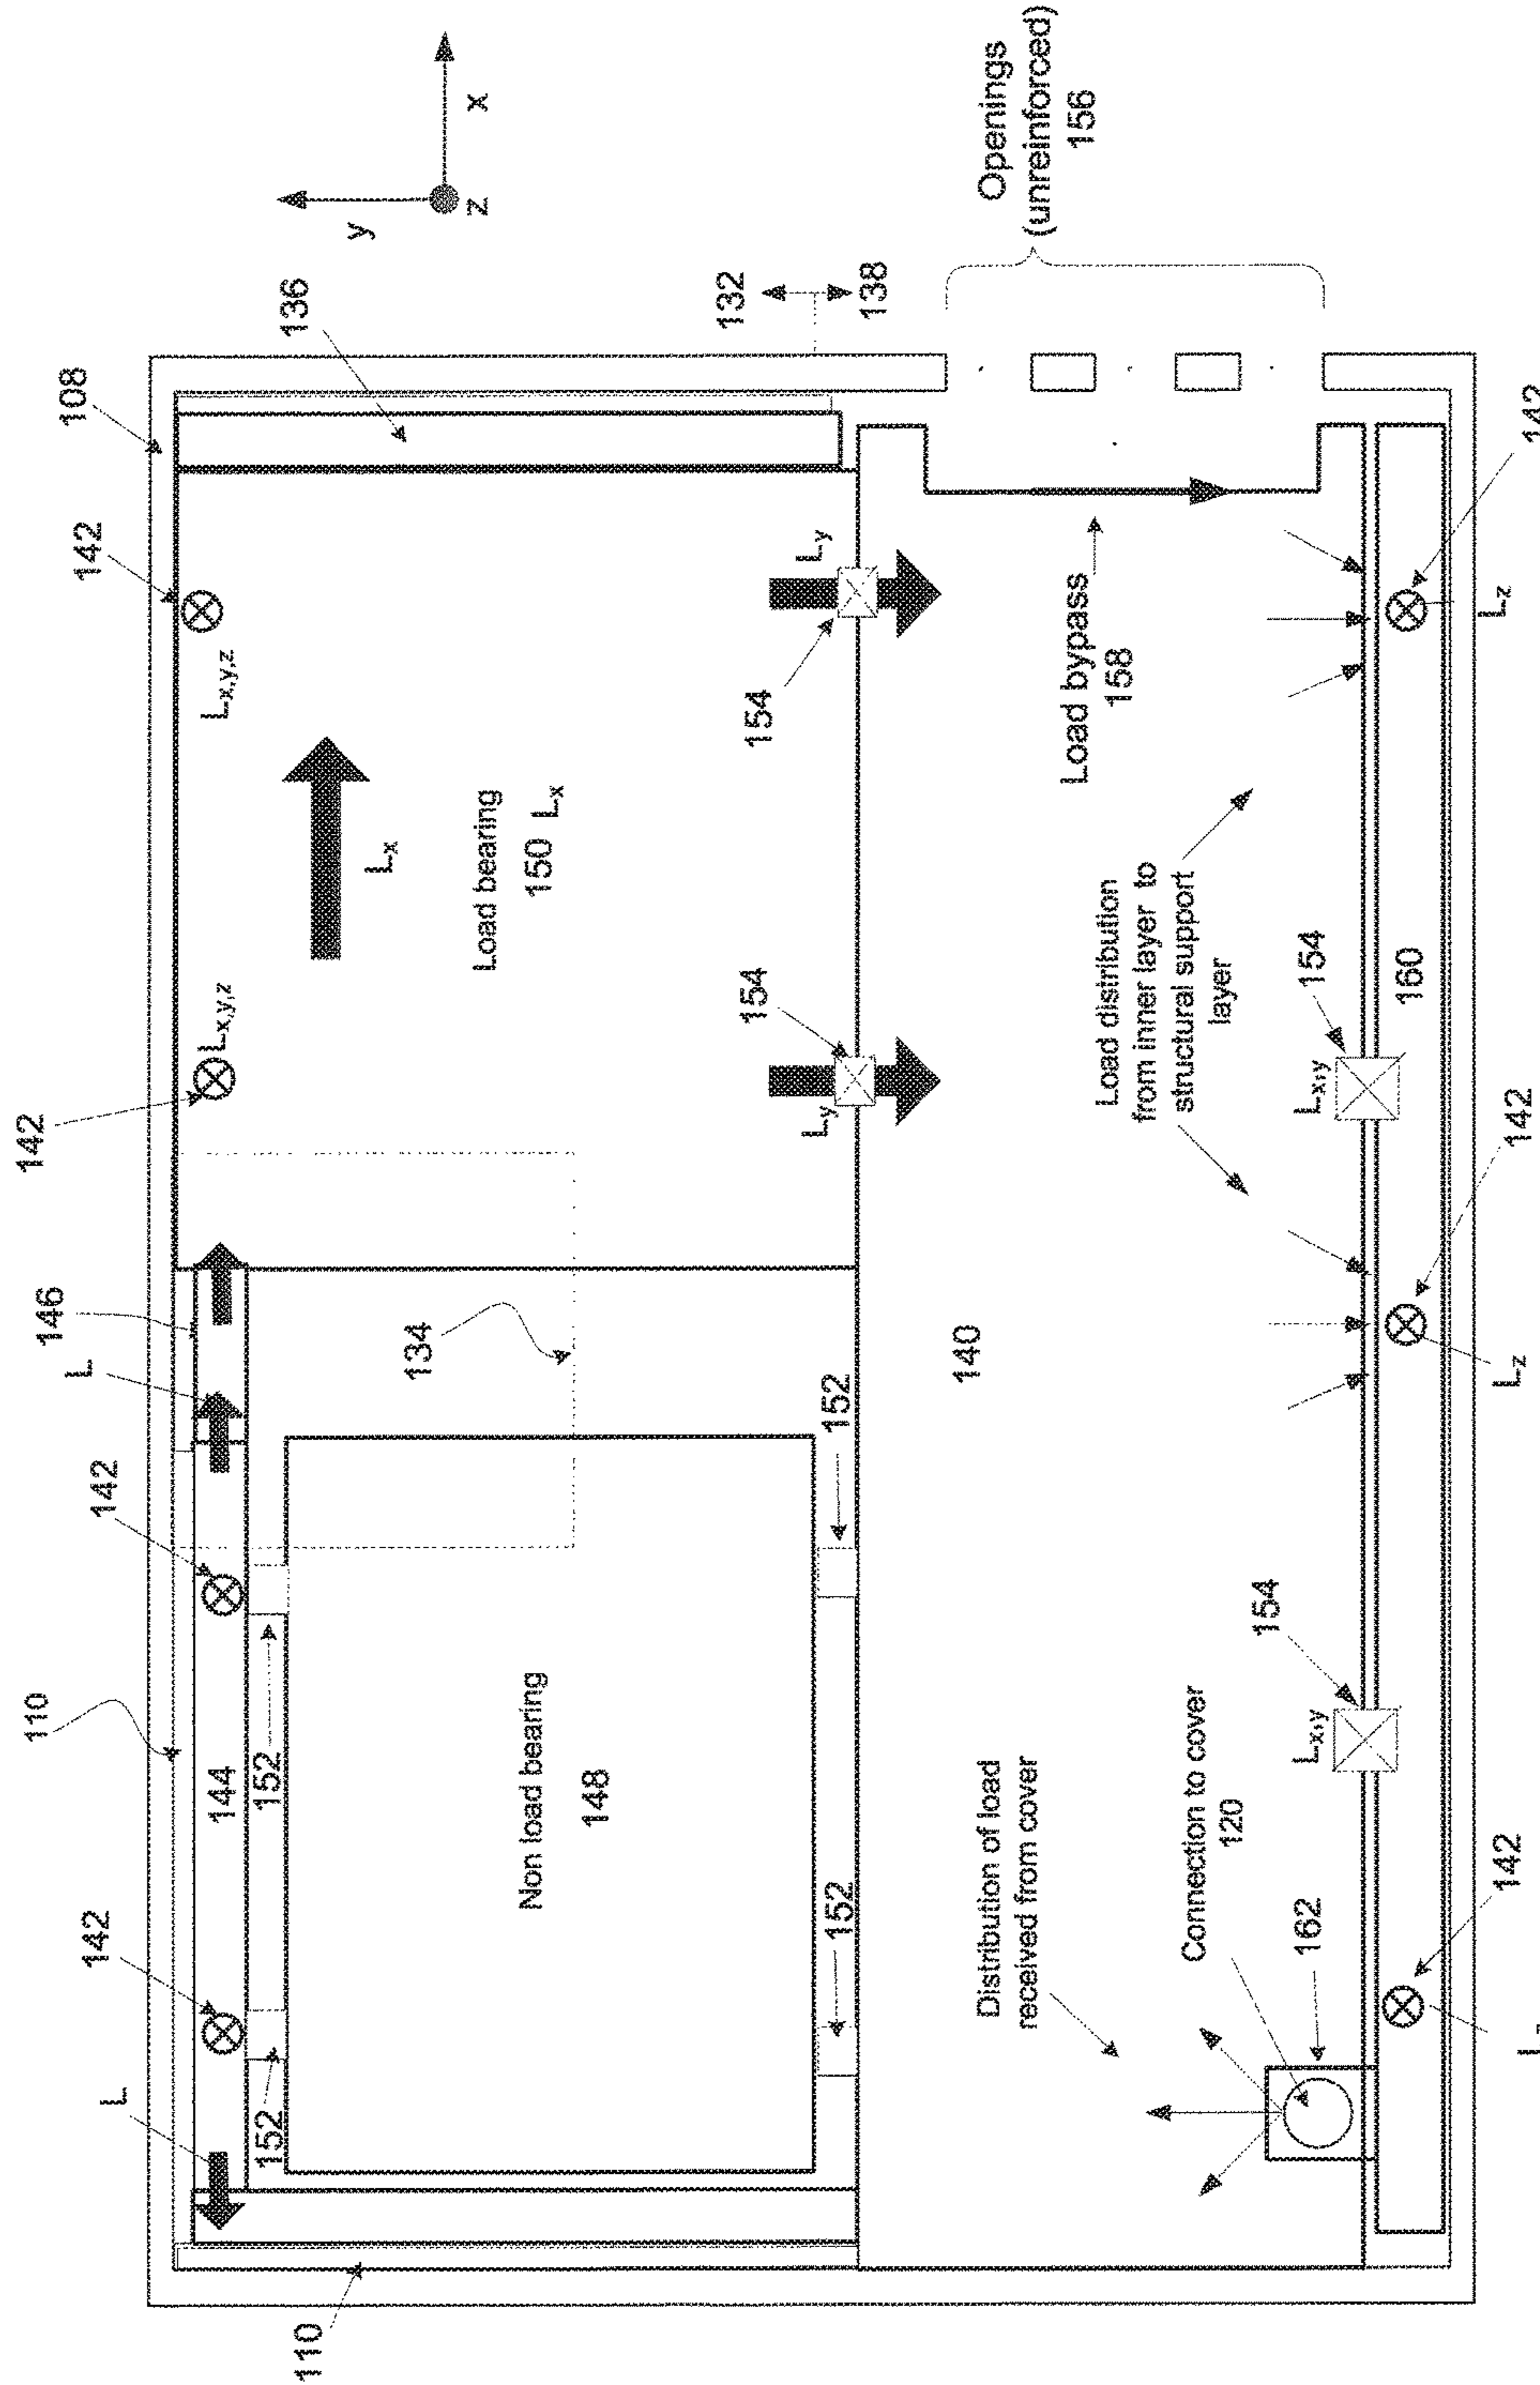 110
L
142
110
142
L
146
142
142
108
136
y
x
z
144
152
152
Lx,y,z
Lx,y,z
134
Lx
Non load bearing
148
Load bearing
150 Lx
132
138
152
152
Ly
154
Ly
154
140
Openings
(unreinforced)
156
Load bypass
158
Distribution of load
received from cover
Load distribution
from inner layer to
structural support
layer
Connection to cover
120
162
Lx,y
154
Lx,y
154
160
142
Lz
142
Lz
142